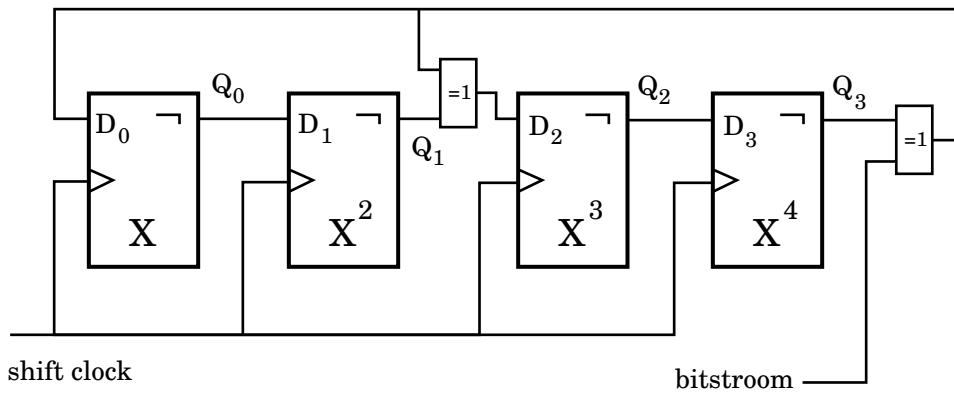 Q₀ Q₂ Q₃
=1
D₀ D₁ Q₁ D₂ D₃ =1
X X² X³ X⁴
shift clock
bitstroom